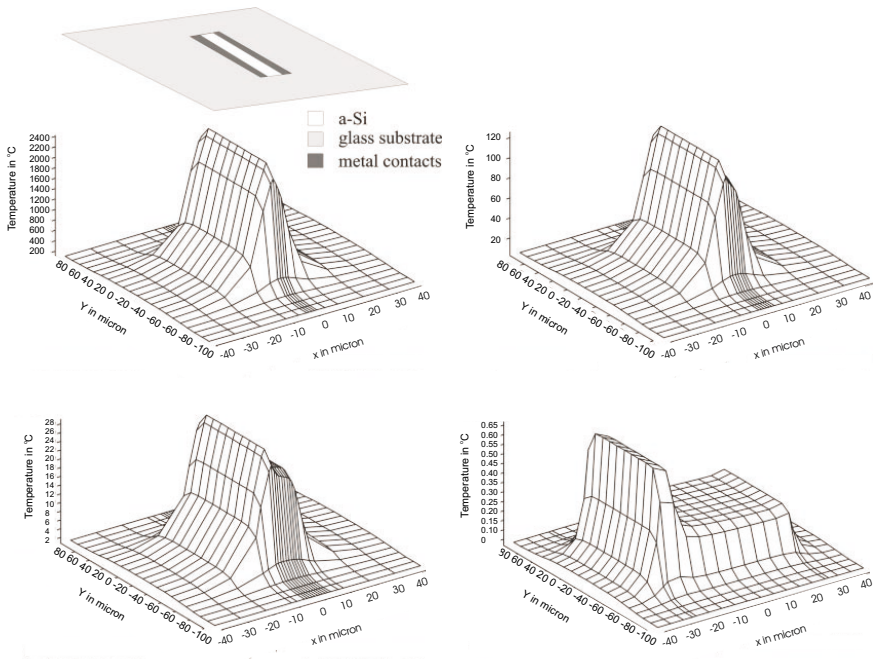 a-Si
glass substrate
metal contacts
Temperature in °C
2400
2200
2000
1800
1600
1400
1200
1000
800
600
400
200
80 60 40 20 0 -20 -40 -60 -60 -80 -100
Y in micron
-40 -30 -20 -10 0 10 20 30 40
x in micron
Temperature in °C
120
100
80
60
40
20
80 60 40 20 0 -20 -40 -60 -60 -80 -100
Y in micron
-40 -30 -20 -10 0 10 20 30 40
x in micron
Temperature in °C
28
26
24
22
20
18
16
14
12
10
8
6
4
2
80 60 40 20 0 -20 -40 -60 -60 -80 -100
Y in micron
-40 -30 -20 -10 0 10 20 30 40
x in micron
Temperature in °C
0.65
0.60
0.55
0.50
0.45
0.40
0.35
0.30
0.25
0.20
0.15
0.10
0
90 60 40 20 0 -20 -40 -60 -60 -80 -100
Y in micron
-40 -30 -20 -10 0 10 20 30 40
x in micron